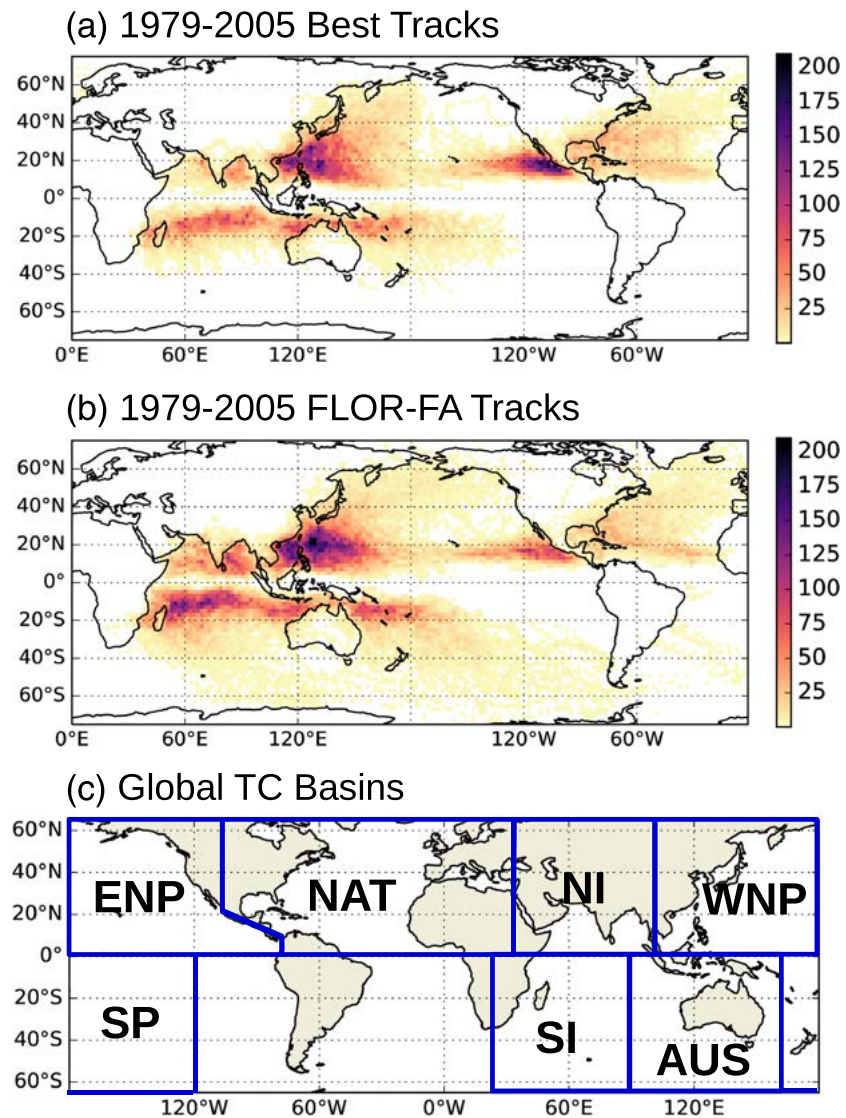 (a) 1979-2005 Best Tracks
60°N
40°N
20°N
0°
20°S
40°S
60°S
0°E 60°E 120°E 120°W 60°W
200
175
150
125
100
75
50
25
(b) 1979-2005 FLOR-FA Tracks
60°N
40°N
20°N
0°
20°S
40°S
60°S
0°E 60°E 120°E 120°W 60°W
200
175
150
125
100
75
50
25
(c) Global TC Basins
60°N
40°N
20°N
0°
20°S
40°S
60°S
ENP NAT NI WNP
SP SI AUS
120°W 60°W 0°W 60°E 120°E